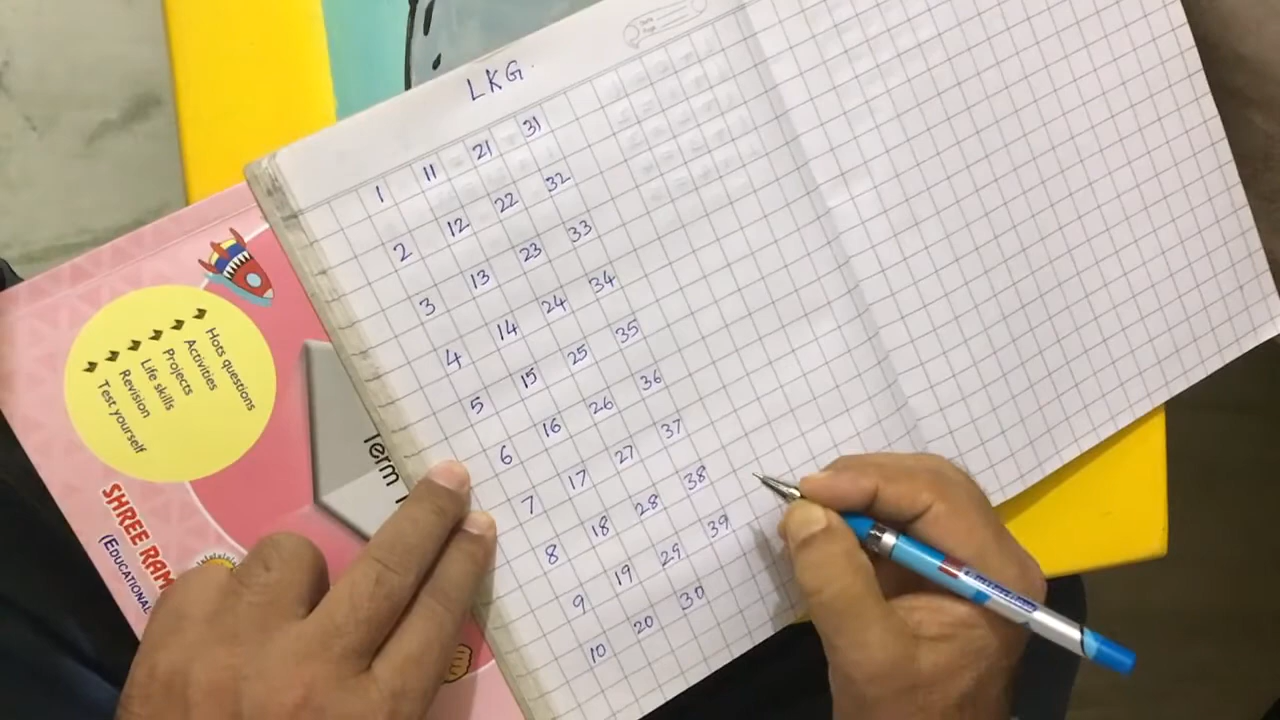 LKG.
1 11 21 31
2 12 22 32
3 13 23 33
4 14 24 34
5 15 25 35
6 16 26 36
7 17 27 37
8 18 28 38
9 19 29 39
10 20 30
Hots questions
Activities
Projects
Life skills
Revision
Test yourself
Term
SHREE RAM
(EDUCATIONAL